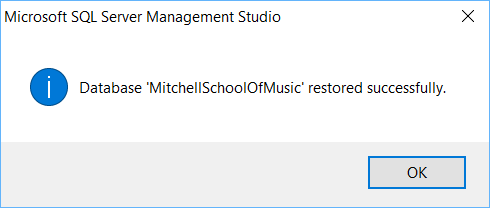 Microsoft SQL Server Management Studio
Database 'MitchellSchoolOfMusic' restored successfully.
OK